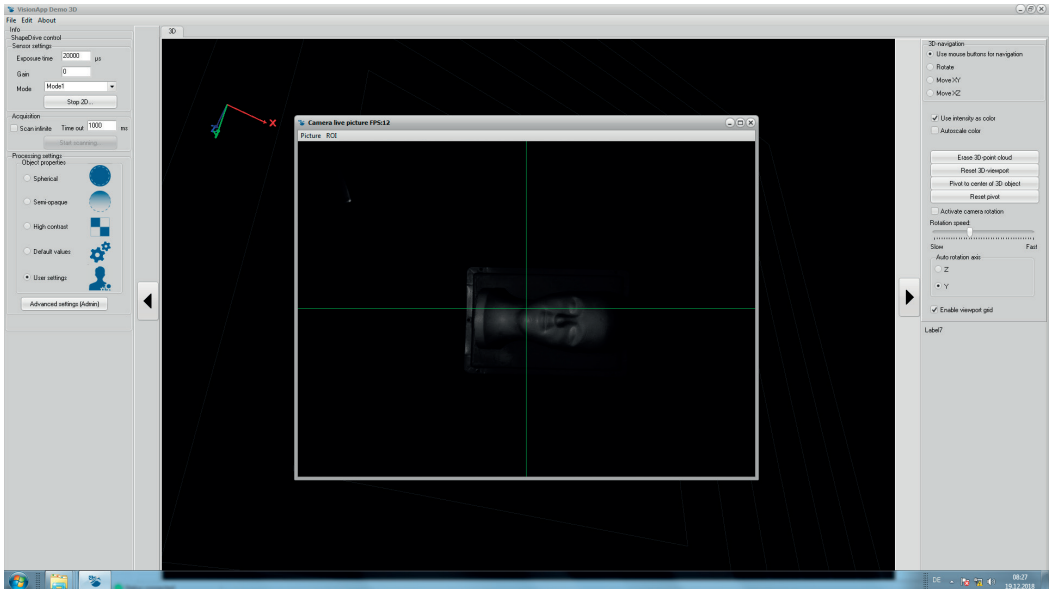 VisionApp Demo 3D
File Edit About
Info
ShapeDrive control
Sensor settings
Exposure time 20000 µs
Gain 0
Mode Mode1
Stop 2D...
Acquisition
Scan infinite Time out 1000 ms
Start scanning...
Processing settings
Object properties
Spherical
Semi-opaque
High contrast
Default values
User settings
Advanced settings (Admin)
3D
X
Z
Y
Camera live picture FPS:12
Picture ROI
3D-navigation
Use mouse buttons for navigation
Rotate
Move XY
Move XZ
Use intensity as color
Autoscale color
Erase 3D-point cloud
Reset 3D-viewport
Pivot to center of 3D object
Reset pivot
Activate camera rotation
Rotation speed:
Slow Fast
Auto rotation axis
Z
Y
Enable viewport grid
Label7
DE
08:27
19.12.2018